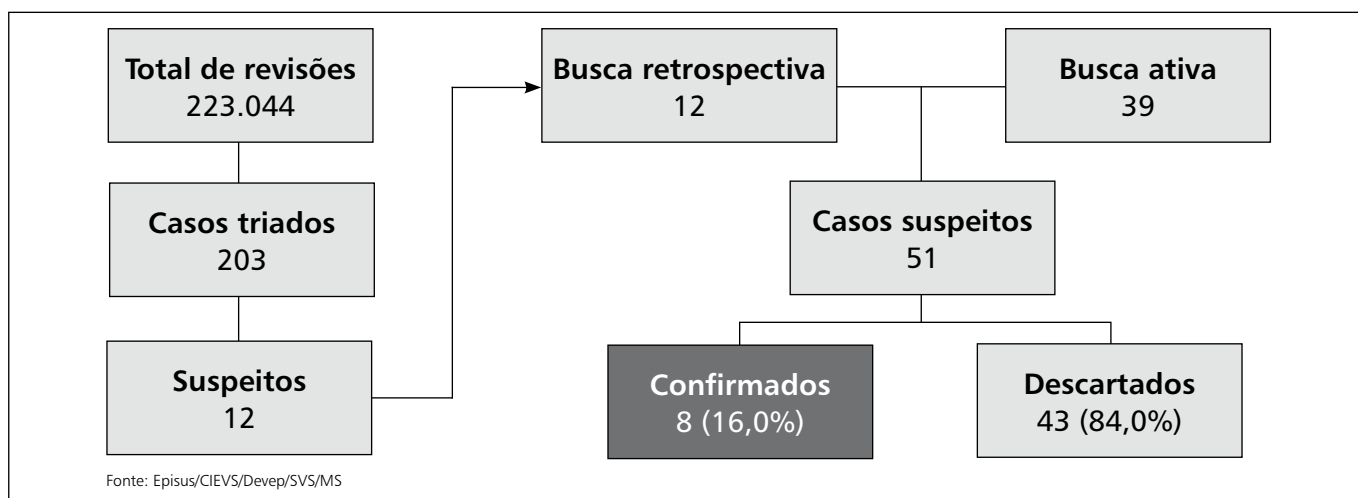 Total de revisões
223.044
Casos triados
203
Suspeitos
12
Busca retrospectiva
12
Busca ativa
39
Casos suspeitos
51
Confirmados
8 (16,0%)
Descartados
43 (84,0%)
Fonte: Episus/CIEVS/Devep/SVS/MS